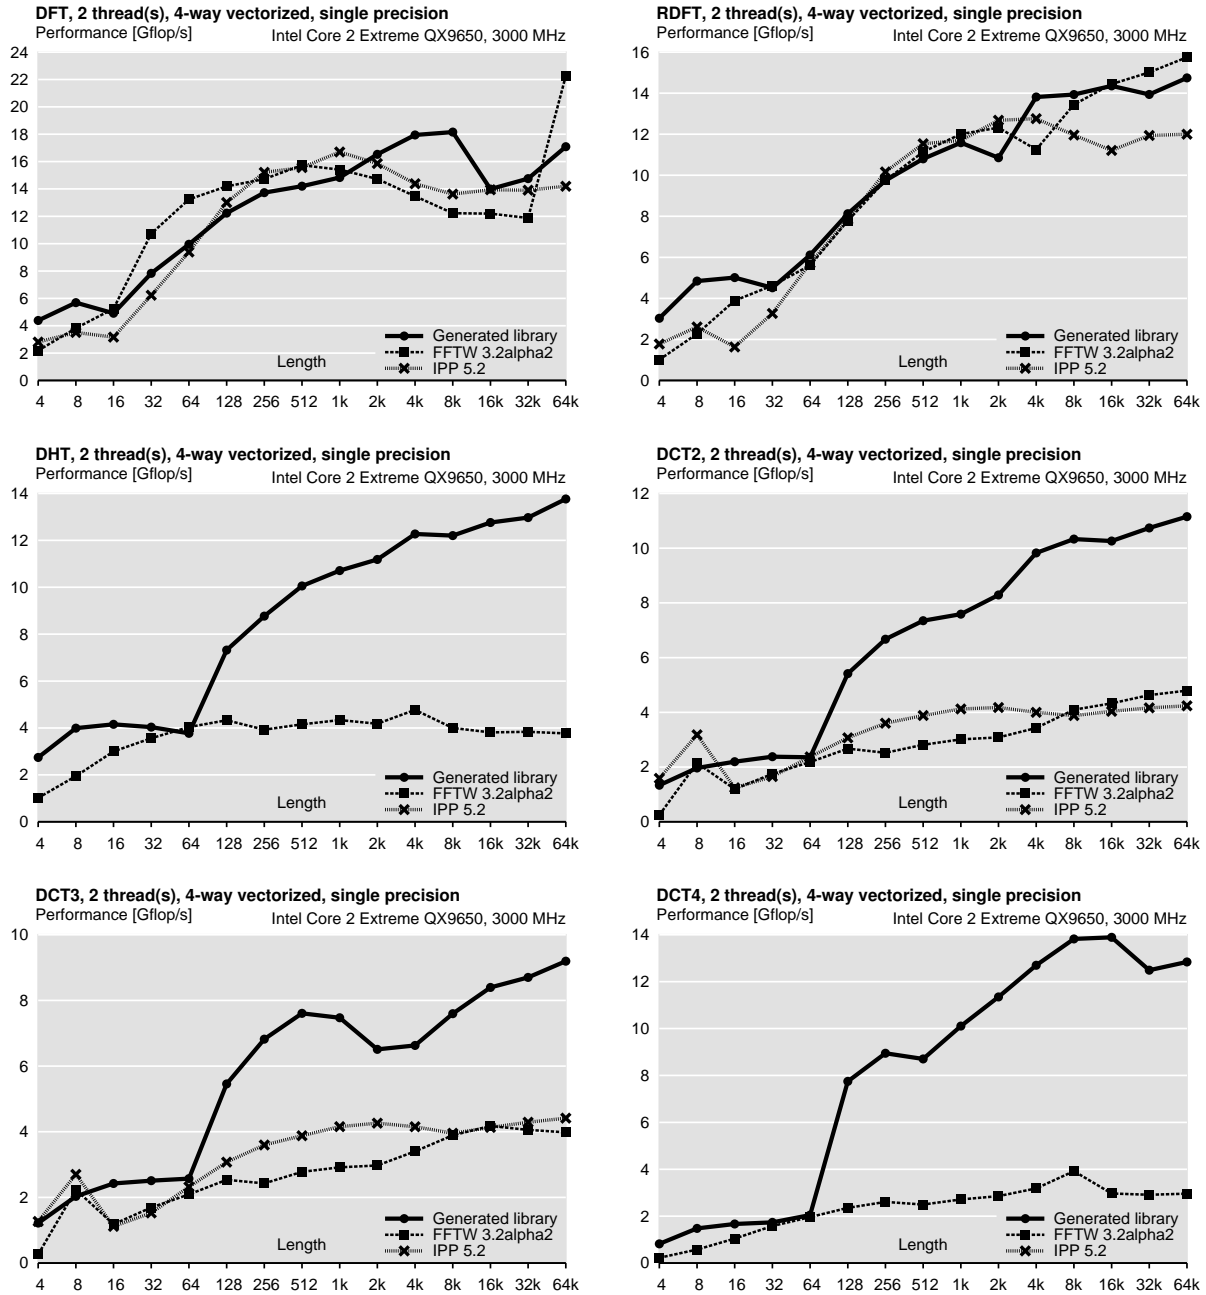 DFT, 2 thread(s), 4-way vectorized, single precision
Performance [Gflop/s] Intel Core 2 Extreme QX9650, 3000 MHz
24
22
20
18
16
14
12
10
8
6
4
2
0
Generated library
FFTW 3.2alpha2
IPP 5.2
Length
4 8 16 32 64 128 256 512 1k 2k 4k 8k 16k 32k 64k
RDFT, 2 thread(s), 4-way vectorized, single precision
Performance [Gflop/s] Intel Core 2 Extreme QX9650, 3000 MHz
16
14
12
10
8
6
4
2
0
Generated library
FFTW 3.2alpha2
IPP 5.2
Length
4 8 16 32 64 128 256 512 1k 2k 4k 8k 16k 32k 64k
DHT, 2 thread(s), 4-way vectorized, single precision
Performance [Gflop/s] Intel Core 2 Extreme QX9650, 3000 MHz
14
12
10
8
6
4
2
0
Generated library
FFTW 3.2alpha2
IPP 5.2
Length
4 8 16 32 64 128 256 512 1k 2k 4k 8k 16k 32k 64k
DCT2, 2 thread(s), 4-way vectorized, single precision
Performance [Gflop/s] Intel Core 2 Extreme QX9650, 3000 MHz
12
10
8
6
4
2
0
Generated library
FFTW 3.2alpha2
IPP 5.2
Length
4 8 16 32 64 128 256 512 1k 2k 4k 8k 16k 32k 64k
DCT3, 2 thread(s), 4-way vectorized, single precision
Performance [Gflop/s] Intel Core 2 Extreme QX9650, 3000 MHz
10
8
6
4
2
0
Generated library
FFTW 3.2alpha2
IPP 5.2
Length
4 8 16 32 64 128 256 512 1k 2k 4k 8k 16k 32k 64k
DCT4, 2 thread(s), 4-way vectorized, single precision
Performance [Gflop/s] Intel Core 2 Extreme QX9650, 3000 MHz
14
12
10
8
6
4
2
0
Generated library
FFTW 3.2alpha2
IPP 5.2
Length
4 8 16 32 64 128 256 512 1k 2k 4k 8k 16k 32k 64k